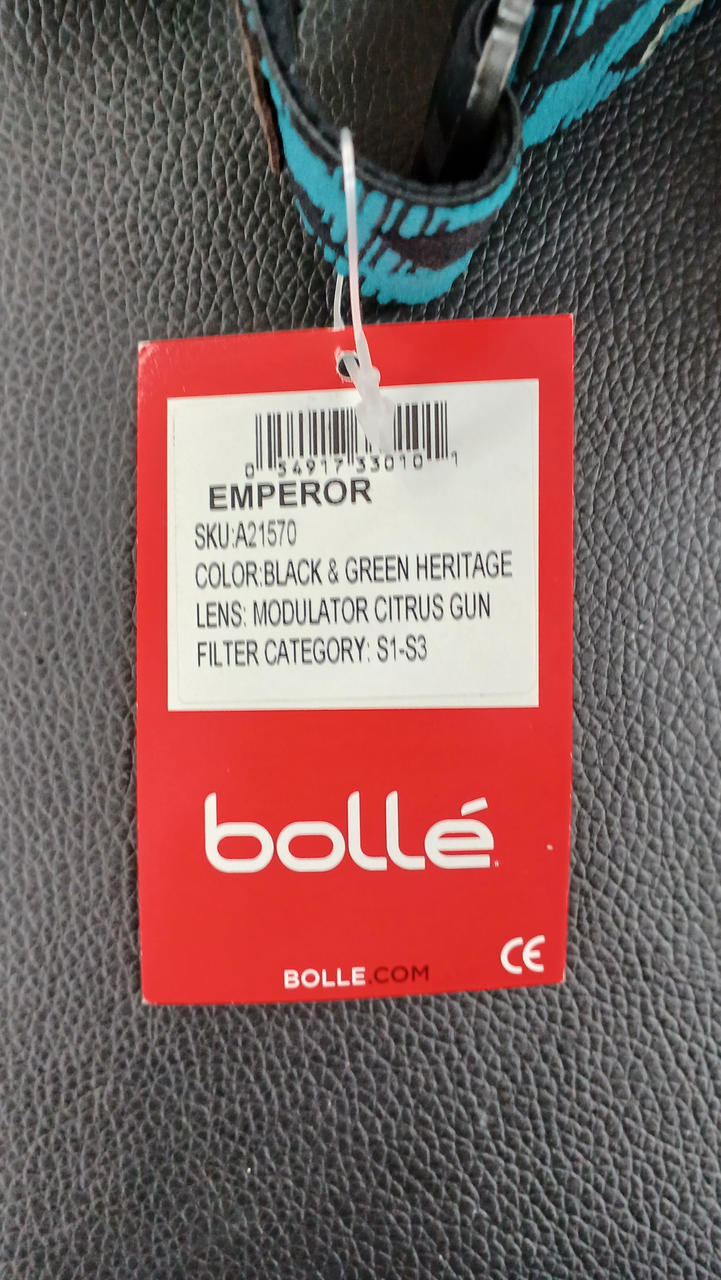 0 54917 33010 1
EMPEROR
SKU:A21570
COLOR:BLACK & GREEN HERITAGE
LENS: MODULATOR CITRUS GUN
FILTER CATEGORY: S1-S3
bollé
CE
BOLLE.COM